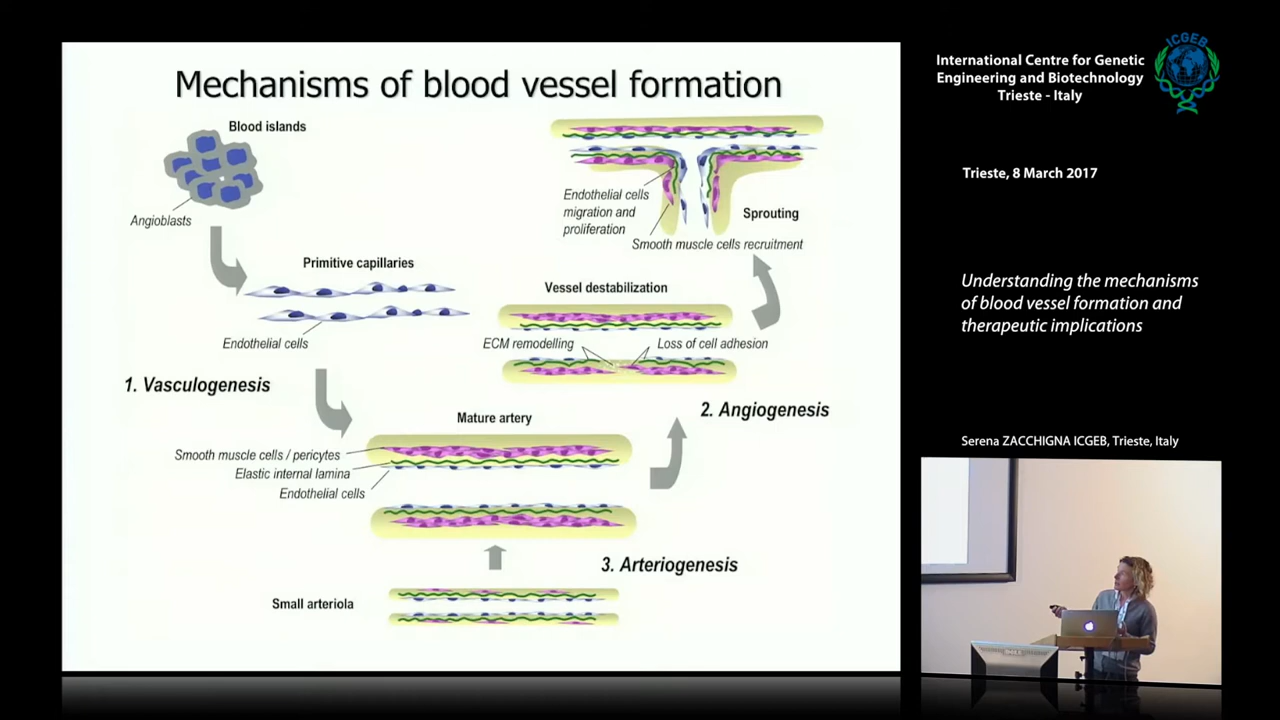 Mechanisms of blood vessel formation
Blood islands
Angioblasts
Primitive capillaries
Endothelial cells
1. Vasculogenesis
Mature artery
Smooth muscle cells / pericytes
Elastic internal lamina
Endothelial cells
3. Arteriogenesis
Small arteriola
2. Angiogenesis
Vessel destabilization
ECM remodelling
Loss of cell adhesion
Endothelial cells
migration and
proliferation
Sprouting
Smooth muscle cells recruitment
International Centre for Genetic
Engineering and Biotechnology
Trieste - Italy
ICGEB
Trieste, 8 March 2017
Understanding the mechanisms
of blood vessel formation and
therapeutic implications
Serena ZACCHIGNA ICGEB, Trieste, Italy
DELL